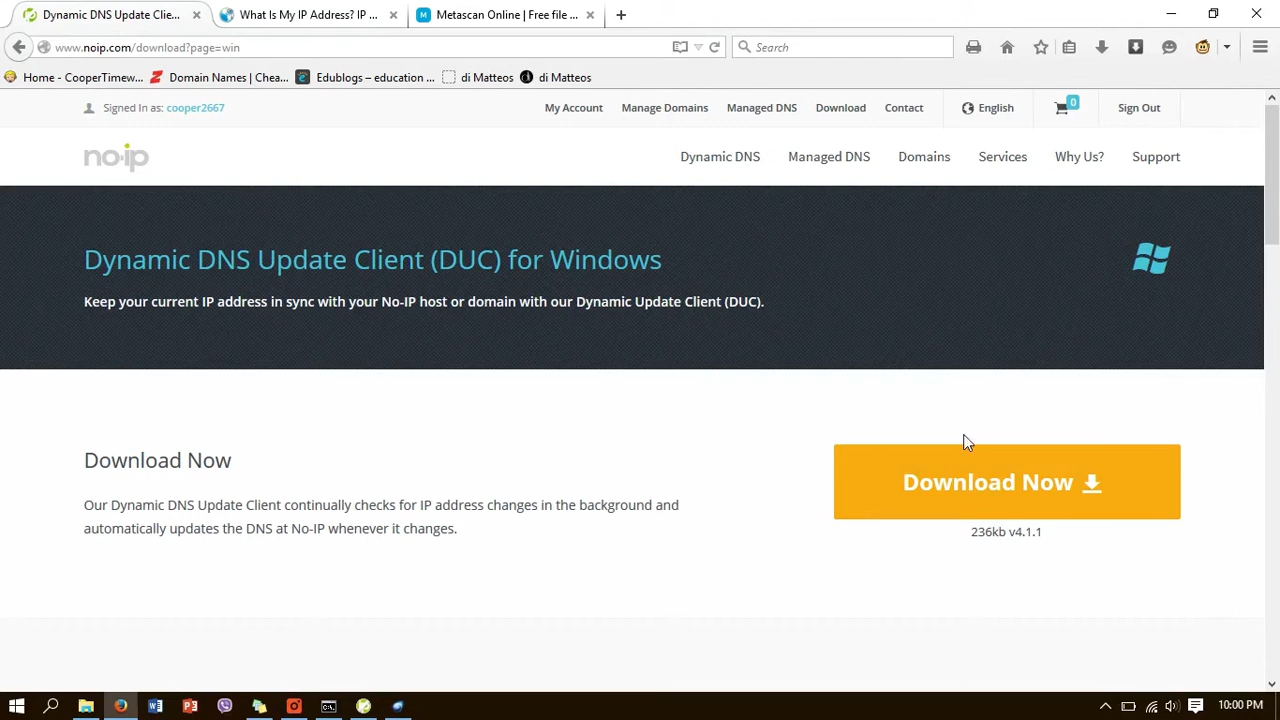 Dynamic DNS Update Clie...
What Is My IP Address? IP ...
Metascan Online | Free file ...
www.noip.com/download?page=win
Search
Home - CooperTimew...
Domain Names | Chea...
Edublogs – education ...
di Matteos
di Matteos
Signed In as: cooper2667
My Account
Manage Domains
Managed DNS
Download
Contact
English
0
Sign Out
no-ip
Dynamic DNS
Managed DNS
Domains
Services
Why Us?
Support
Dynamic DNS Update Client (DUC) for Windows
Keep your current IP address in sync with your No-IP host or domain with our Dynamic Update Client (DUC).
Download Now
Our Dynamic DNS Update Client continually checks for IP address changes in the background and
automatically updates the DNS at No-IP whenever it changes.
Download Now
236kb v4.1.1
10:00 PM